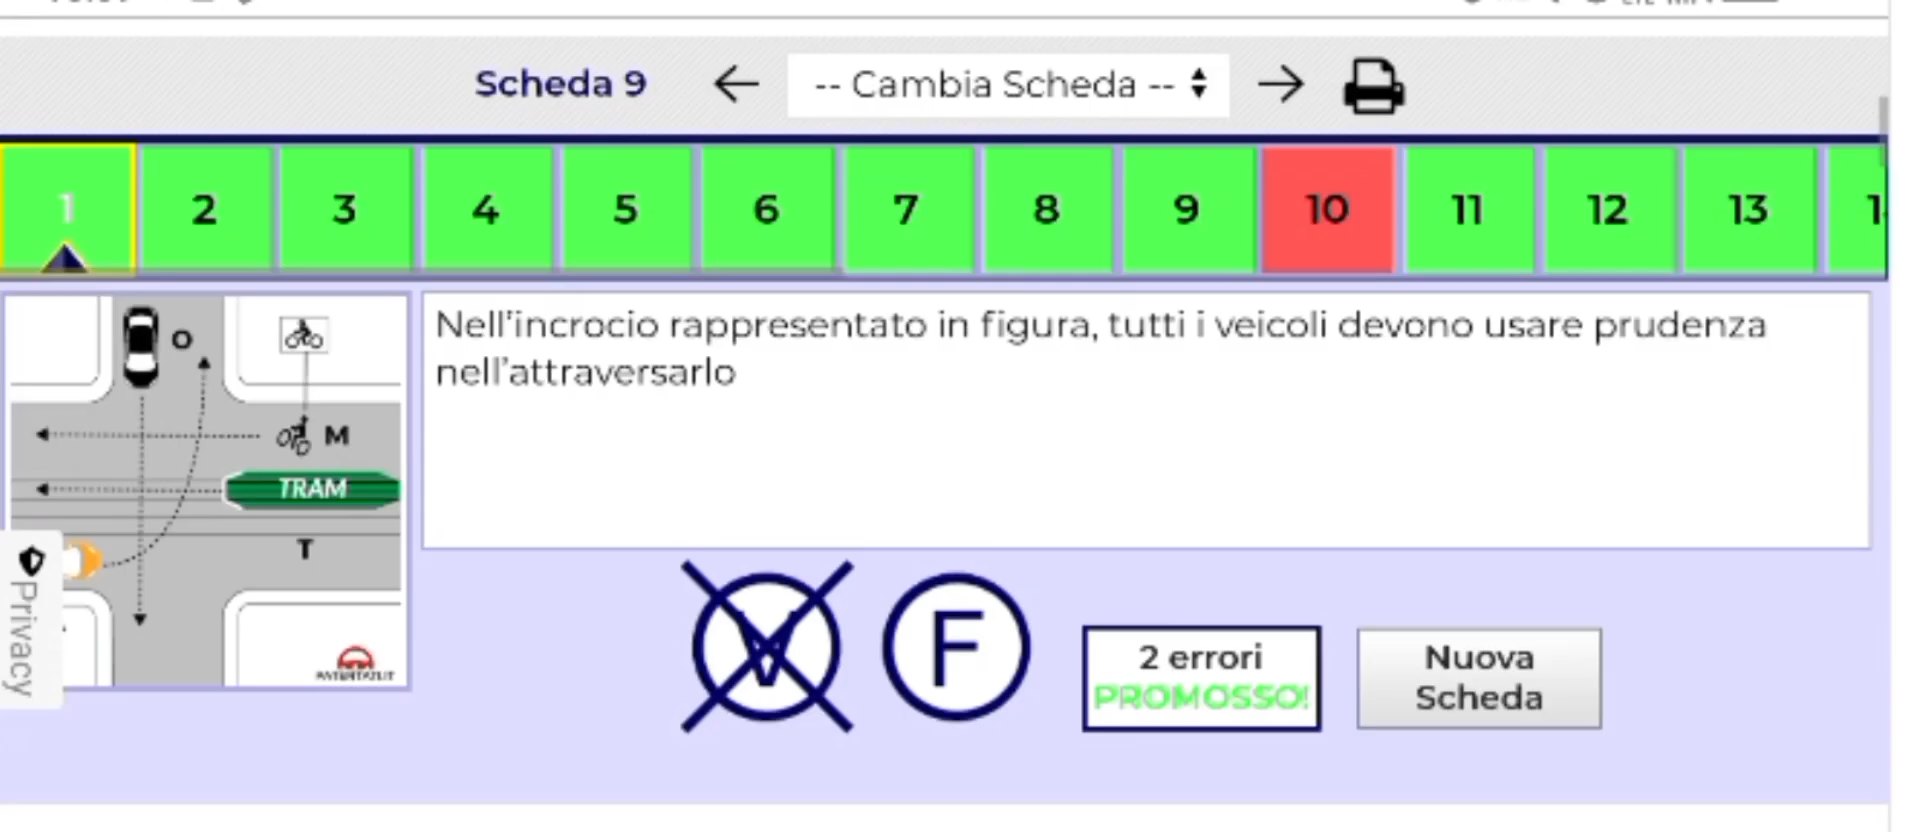 Scheda 9
-- Cambia Scheda --
1 2 3 4 5 6 7 8 9 10 11 12 13
O
M
TRAM
T
Nell'incrocio rappresentato in figura, tutti i veicoli devono usare prudenza
nell'attraversarlo
Privacy
V F
2 errori
PROMOSSO!
Nuova
Scheda